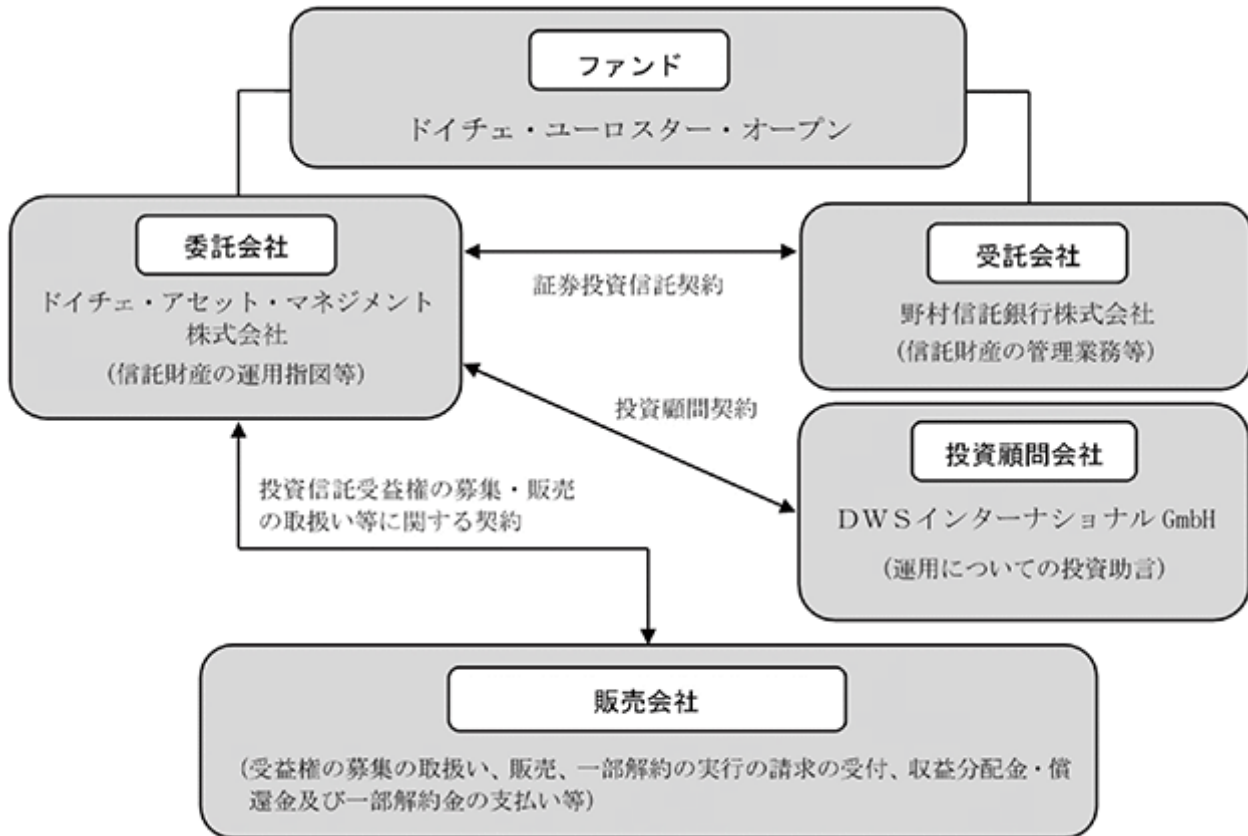 ファンド
ドイチェ・ユーロスター・オープン
委託会社
ドイチェ・アセット・マネジメント
株式会社
(信託財産の運用指図等)
証券投資信託契約
受託会社
野村信託銀行株式会社
(信託財産の管理業務等)
投資顧問契約
投資顧問会社
DWSインターナショナル GmbH
(運用についての投資助言)
投資信託受益権の募集・販売
の取扱い等に関する契約
販売会社
(受益権の募集の取扱い、販売、一部解約の実行の請求の受付、収益分配金・償
還金及び一部解約金の支払い等)